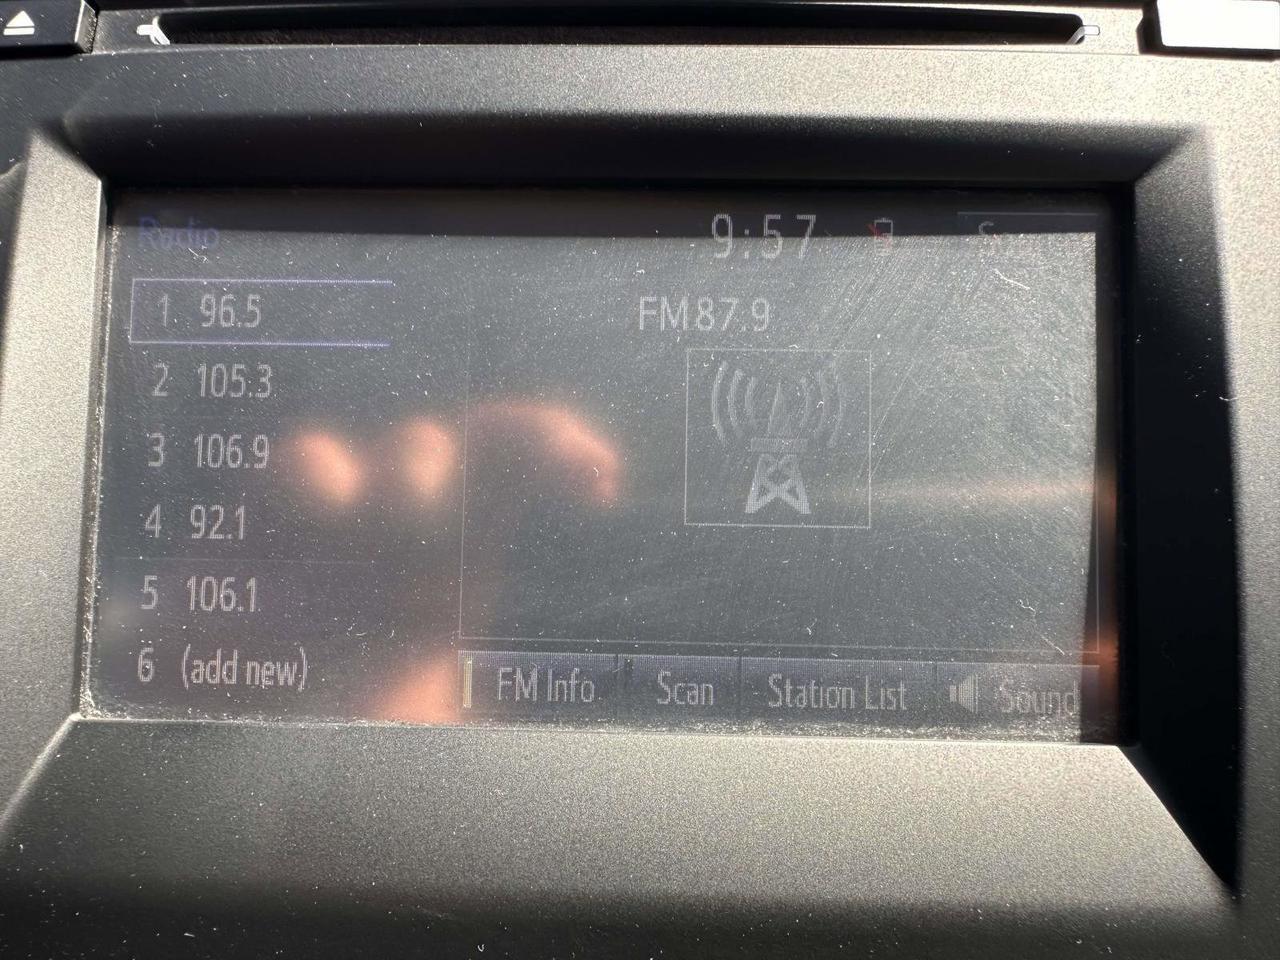 Radio
9:57
1 96.5
2 105.3
3 106.9
4 92.1
5 106.1
6 (add new)
FM 87.9
FM Info
Scan
Station List
Sound